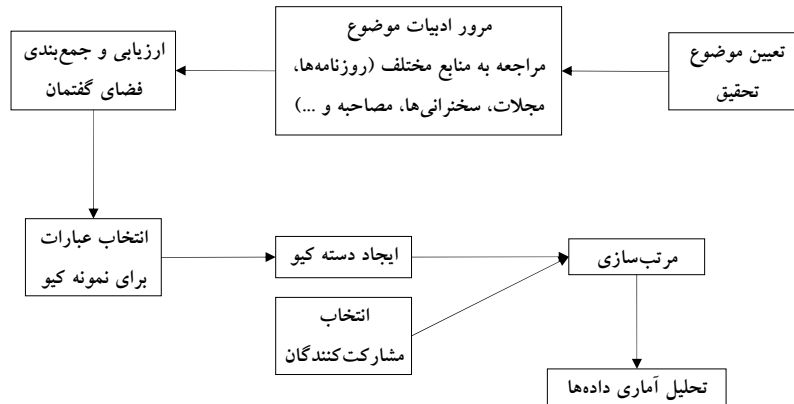 تعیین موضوع
تحقیق
مرور ادبیات موضوع
مراجعه به منابع مختلف (روزنامه‌ها،
مجلات، سخنرانی‌ها، مصاحبه و ...)
ارزیابی و جمع‌بندی
فضای گفتمان
انتخاب عبارات
برای نمونه کیو
ایجاد دسته کیو
انتخاب
مشارکت‌کنندگان
مرتب‌سازی
تحلیل آماری داده‌ها